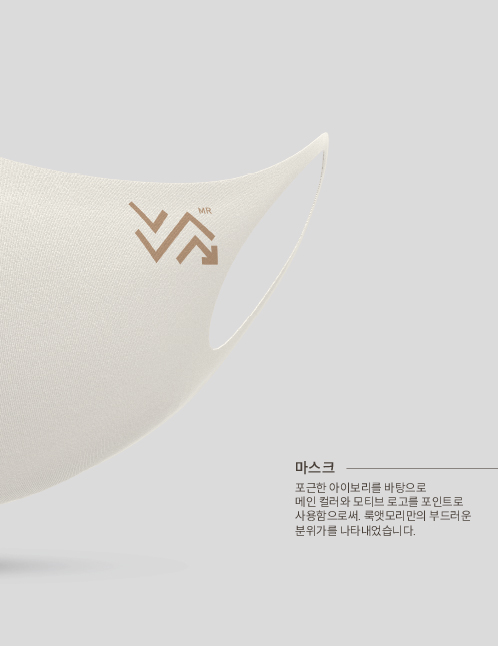 MR
마스크
포근한 아이보리를 바탕으로
메인 컬러와 모티브 로고를 포인트로
사용함으로써. 룩앳모리만의 부드러운
분위가를 나타내었습니다.